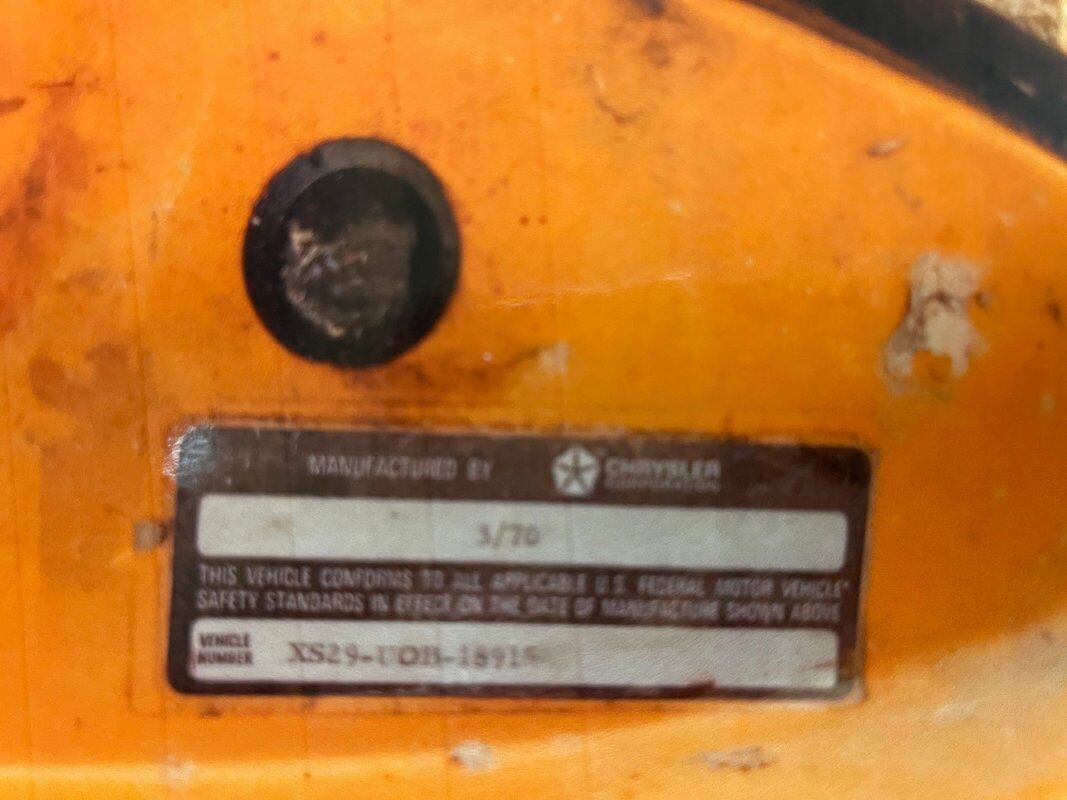 MANUFACTURED BY CHRYSLER
CORPORATION
3/70
THIS VEHICLE CONFORMS TO ALL APPLICABLE U.S. FEDERAL MOTOR VEHICLE
SAFETY STANDARDS IN EFFECT ON THE DATE OF MANUFACTURE SHOWN ABOVE
VEHICLE
NUMBER